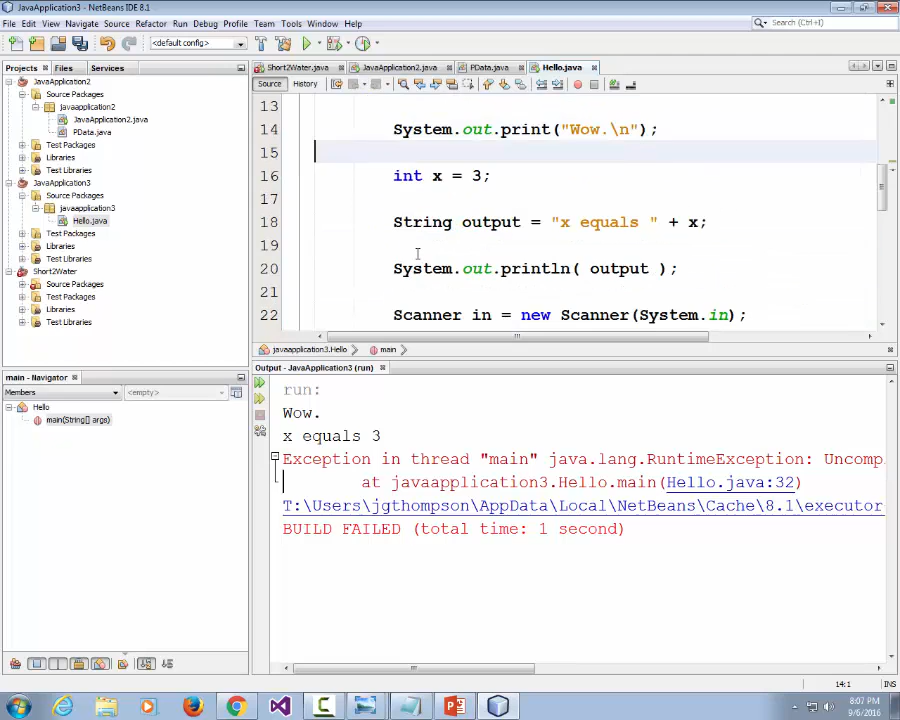 JavaApplication3 - NetBeans IDE 8.1
File Edit View Navigate Source Refactor Run Debug Profile Team Tools Window Help
<default config>
Search (Ctrl+I)
Projects Files Services
JavaApplication2
Source Packages
javaapplication2
JavaApplication2.java
PData.java
Test Packages
Libraries
Test Libraries
JavaApplication3
Source Packages
javaapplication3
Hello.java
Test Packages
Libraries
Test Libraries
Short2Water
Source Packages
Test Packages
Libraries
Test Libraries
main - Navigator
Members <empty>
Hello
main(String[] args)
Short2Water.java JavaApplication2.java PData.java Hello.java
Source History
13
14 System.out.print("Wow.\n");
15
16 int x = 3;
17
18 String output = "x equals " + x;
19
20 System.out.println( output );
21
22 Scanner in = new Scanner(System.in);
javaapplication3.Hello main
Output - JavaApplication3 (run)
run:
Wow.
x equals 3
Exception in thread "main" java.lang.RuntimeException: Uncomp
at javaapplication3.Hello.main(Hello.java:32)
T:\Users\jgthompson\AppData\Local\NetBeans\Cache\8.1\executor
BUILD FAILED (total time: 1 second)
14:1 INS
8:07 PM
9/6/2016